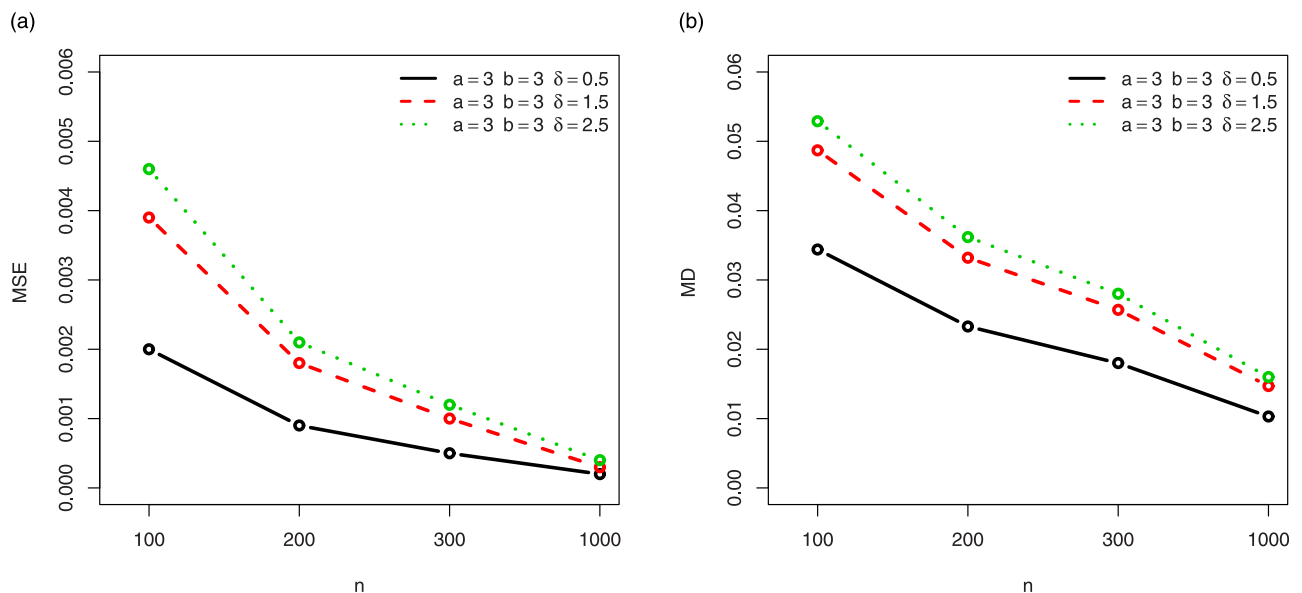 (a)
MSE
0.006
0.005
0.004
0.003
0.002
0.001
0.000
a = 3 b = 3 δ = 0.5
a = 3 b = 3 δ = 1.5
a = 3 b = 3 δ = 2.5
100 200 300 1000
n
(b)
MD
0.06
0.05
0.04
0.03
0.02
0.01
0.00
a = 3 b = 3 δ = 0.5
a = 3 b = 3 δ = 1.5
a = 3 b = 3 δ = 2.5
100 200 300 1000
n